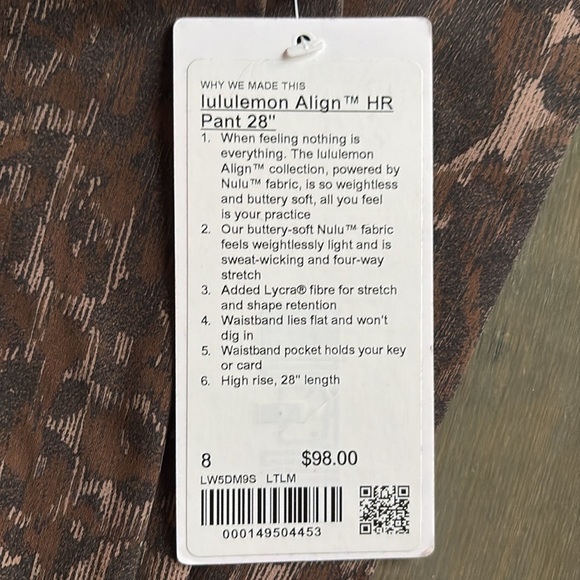 WHY WE MADE THIS
lululemon Align™ HR
Pant 28"
1. When feeling nothing is
everything. The lululemon
Align™ collection, powered by
Nulu™ fabric, is so weightless
and buttery soft, all you feel
is your practice
2. Our buttery-soft Nulu™ fabric
feels weightlessly light and is
sweat-wicking and four-way
stretch
3. Added Lycra® fibre for stretch
and shape retention
4. Waistband lies flat and won't
dig in
5. Waistband pocket holds your key
or card
6. High rise, 28" length
8 $98.00
LW5DM9S LTLM
000149504453